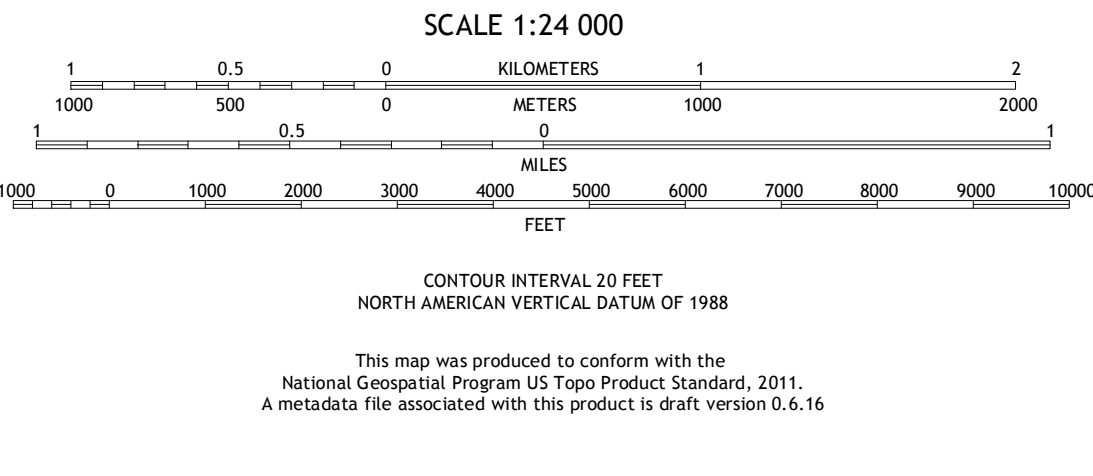 SCALE 1:24 000
1 0.5 0 KILOMETERS 1 2
1000 500 0 METERS 1000 2000
1 0.5 0 1
MILES
1000 0 1000 2000 3000 4000 5000 6000 7000 8000 9000 10000
FEET
CONTOUR INTERVAL 20 FEET
NORTH AMERICAN VERTICAL DATUM OF 1988
This map was produced to conform with the
National Geospatial Program US Topo Product Standard, 2011.
A metadata file associated with this product is draft version 0.6.16